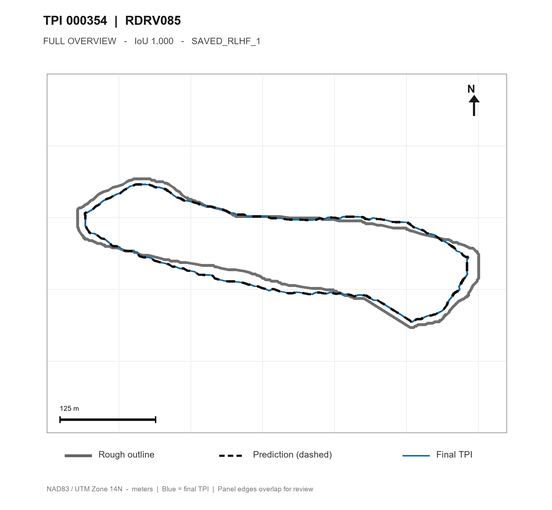 TPI 000354 | RDRV085
FULL OVERVIEW - IoU 1.000 - SAVED_RLHF_1
N
125 m
Rough outline Prediction (dashed) Final TPI
NAD83 / UTM Zone 14N - meters | Blue = final TPI | Panel edges overlap for review